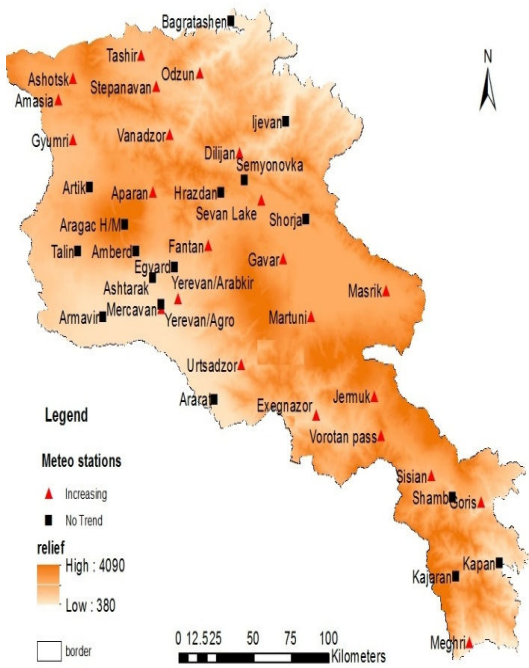 Bagratashen
N
Tashir
Odzun
Ashotsk
Stepanavan
Amasia
Ijevan
Gyumri
Vanadzor
Dilijan
Semyonovka
Artik
Aparan
Hrazdan
Sevan Lake
Shorja
Aragac H/M
Talin
Amberd
Fantan
Gavar
Egvard
Ashtarak
Yerevan/Arabkir
Masrik
Armavir
Mercavan
Yerevan/Agro
Martuni
Urtsadzor
Ararat
Exegnazor
Jermuk
Vorotan pass
Sisian
Shamb
Goris
Kajaran
Kapan
Meghri
Legend
Meteo stations
Increasing
No Trend
relief
High : 4090
Low : 380
border
0 12.525 50 75 100
Kilometers